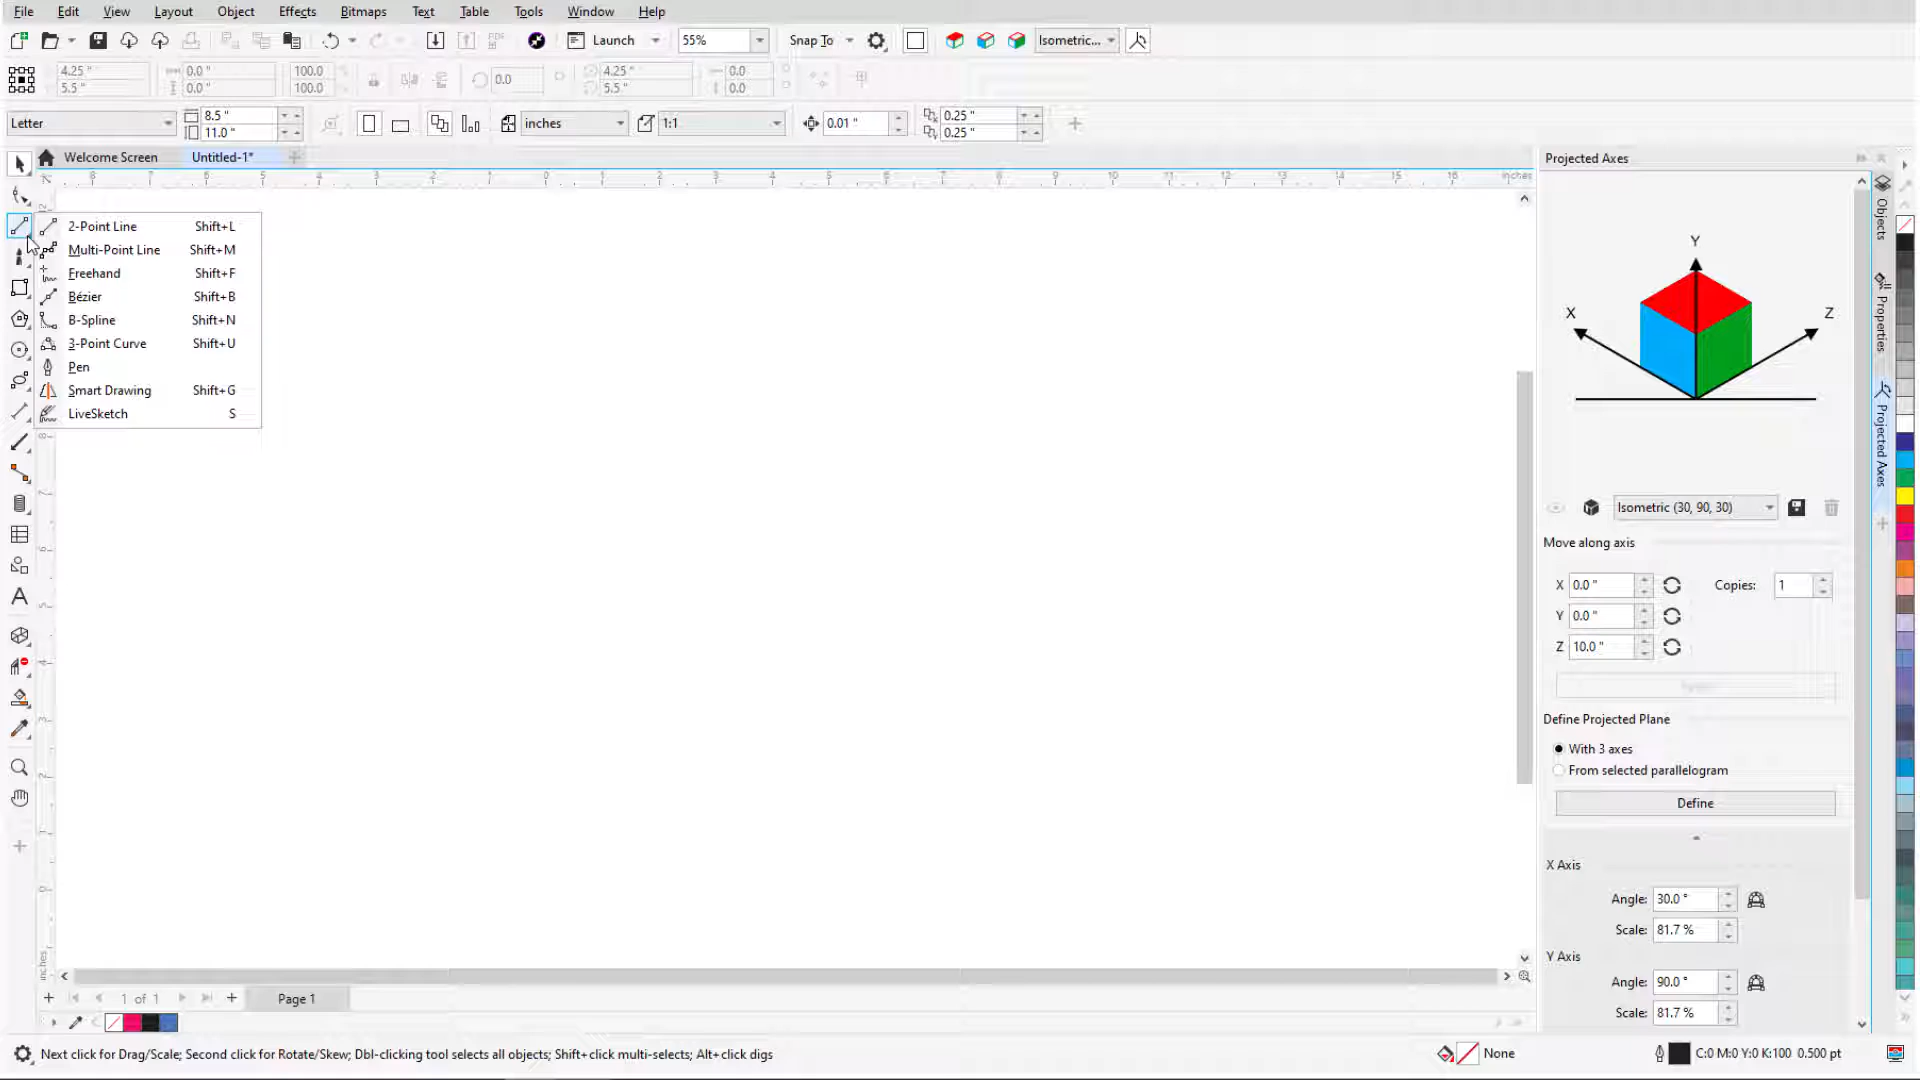 File Edit View Layout Object Effects Bitmaps Text Table Tools Window Help
Launch 55% Snap To Isometric...
4.25 " 0.0 " 100.0 0.0 4.25 " 0.0
5.5 " 0.0 " 100.0 5.5 " 0.0
Letter 8.5 " 11.0 " inches 1:1 0.01 " 0.25 " 0.25 "
Welcome Screen Untitled-1*
Projected Axes
inches
2-Point Line Shift+L
Multi-Point Line Shift+M
Freehand Shift+F
Bézier Shift+B
B-Spline Shift+N
3-Point Curve Shift+U
Pen
Smart Drawing Shift+G
LiveSketch S
Y
X Z
Objects
Properties
Projected Axes
Isometric (30, 90, 30)
Move along axis
X 0.0 " Copies: 1
Y 0.0 "
Z 10.0 "
Define Projected Plane
With 3 axes
From selected parallelogram
Define
X Axis
Angle: 30.0 °
Scale: 81.7 %
Y Axis
Angle: 90.0 °
Scale: 81.7 %
inches
1 of 1 Page 1
Next click for Drag/Scale; Second click for Rotate/Skew; Dbl-clicking tool selects all objects; Shift+click multi-selects; Alt+click digs
None C:0 M:0 Y:0 K:100 0.500 pt